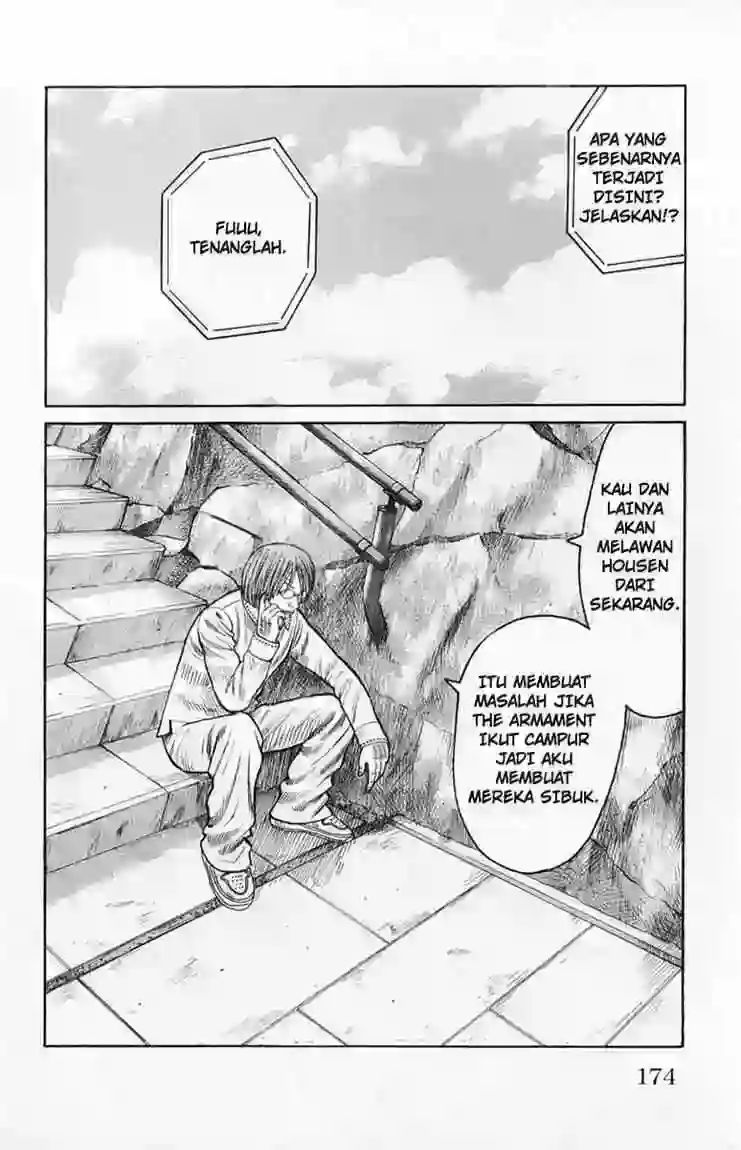 APA YANG
SEBENARNYA
TERJADI
DISINI?
JELASKAN!?
FUUU,
TENANGLAH.
KAU DAN
LAINYA
AKAN
MELAWAN
HOUSEN
DARI
SEKARANG.
ITU MEMBUAT
MASALAH JIKA
THE ARMAMENT
IKUT CAMPUR
JADI AKU
MEMBUAT
MEREKA SIBUK.
174